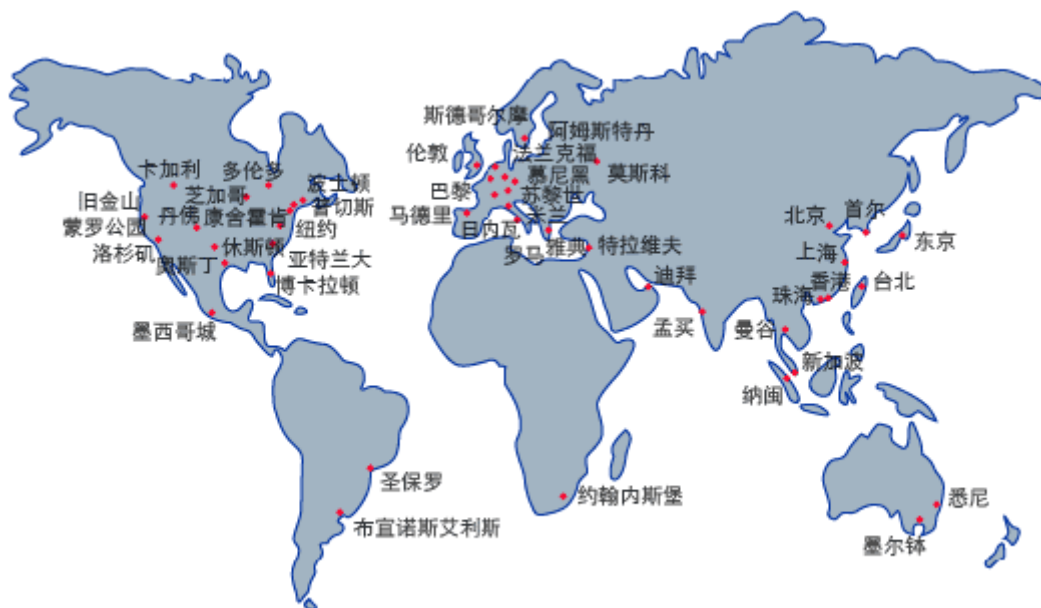 斯德哥尔摩
阿姆斯特丹
伦敦
法兰克福
莫斯科
慕尼黑
巴黎
苏黎世
马德里
米兰
日内瓦
雅典
罗马
特拉维夫
卡加利
多伦多
波士顿
芝加哥
普切斯
旧金山
丹佛
康舍霍肯
蒙罗公园
纽约
洛杉矶
休斯顿
奥斯丁
亚特兰大
博卡拉顿
墨西哥城
迪拜
孟买
北京
首尔
东京
上海
香港
台北
珠海
曼谷
新加波
纳闽
圣保罗
布宜诺斯艾利斯
约翰内斯堡
悉尼
墨尔钵